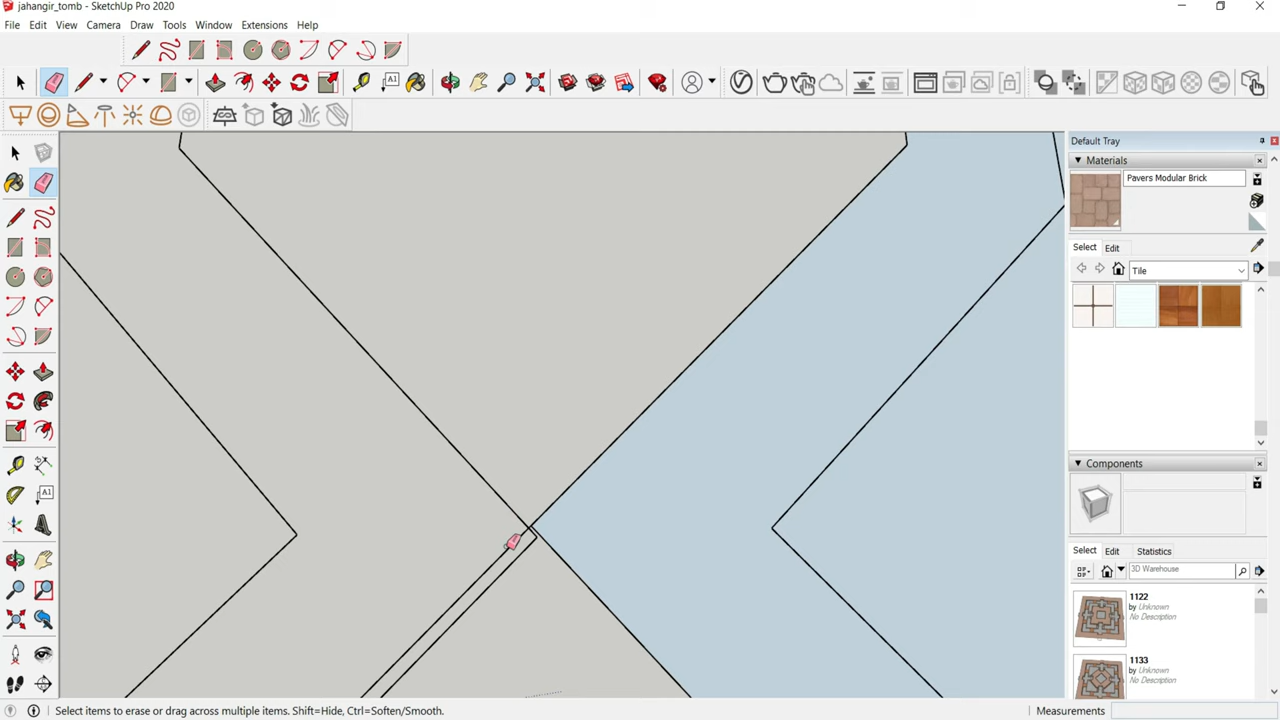 jahangir_tomb - SketchUp Pro 2020
File Edit View Camera Draw Tools Window Extensions Help
A1
Default Tray
Materials
Pavers Modular Brick
Select Edit
Tile
A1
Components
Select Edit Statistics
3D Warehouse
1122
by Unknown
No Description
1133
by Unknown
No Description
Select items to erase or drag across multiple items. Shift=Hide, Ctrl=Soften/Smooth.
Measurements